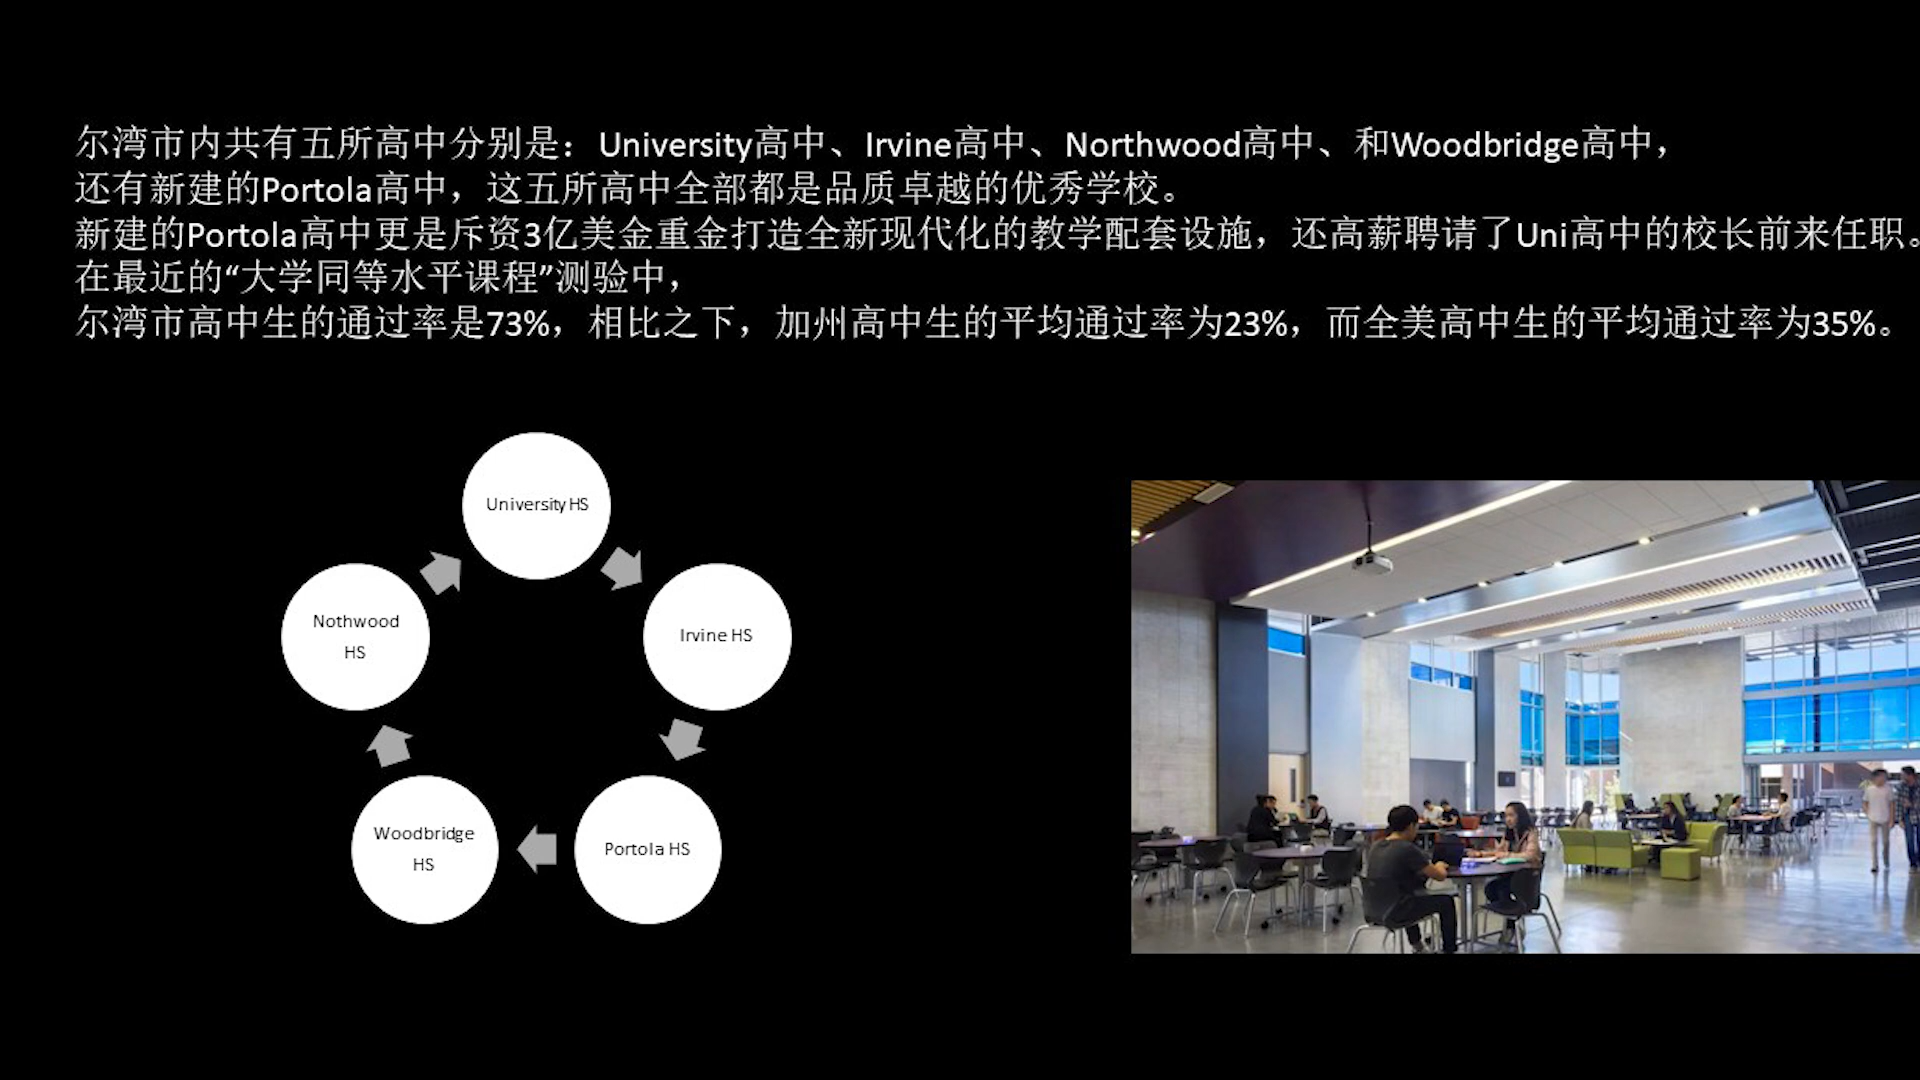 尔湾市内共有五所高中分别是：University高中、Irvine高中、Northwood高中、和Woodbridge高中，
还有新建的Portola高中，这五所高中全部都是品质卓越的优秀学校。
新建的Portola高中更是斥资3亿美金重金打造全新现代化的教学配套设施，还高薪聘请了Uni高中的校长前来任职。
在最近的“大学同等水平课程”测验中，
尔湾市高中生的通过率是73%，相比之下，加州高中生的平均通过率为23%，而全美高中生的平均通过率为35%。
University HS
Irvine HS
Portola HS
Woodbridge
HS
Nothwood
HS